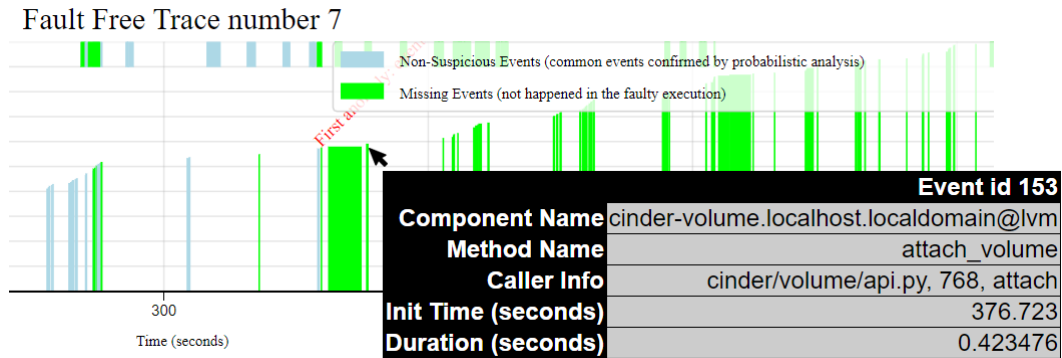 Fault Free Trace number 7
Non-Suspicious Events (common events confirmed by probabilistic analysis)
Missing Events (not happened in the faulty execution)
First
Event id 153
Component Name cinder-volume.localhost.localdomain@lvm
Method Name attach_volume
Caller Info cinder/volume/api.py, 768, attach
Init Time (seconds) 376.723
Duration (seconds) 0.423476
300
Time (seconds)